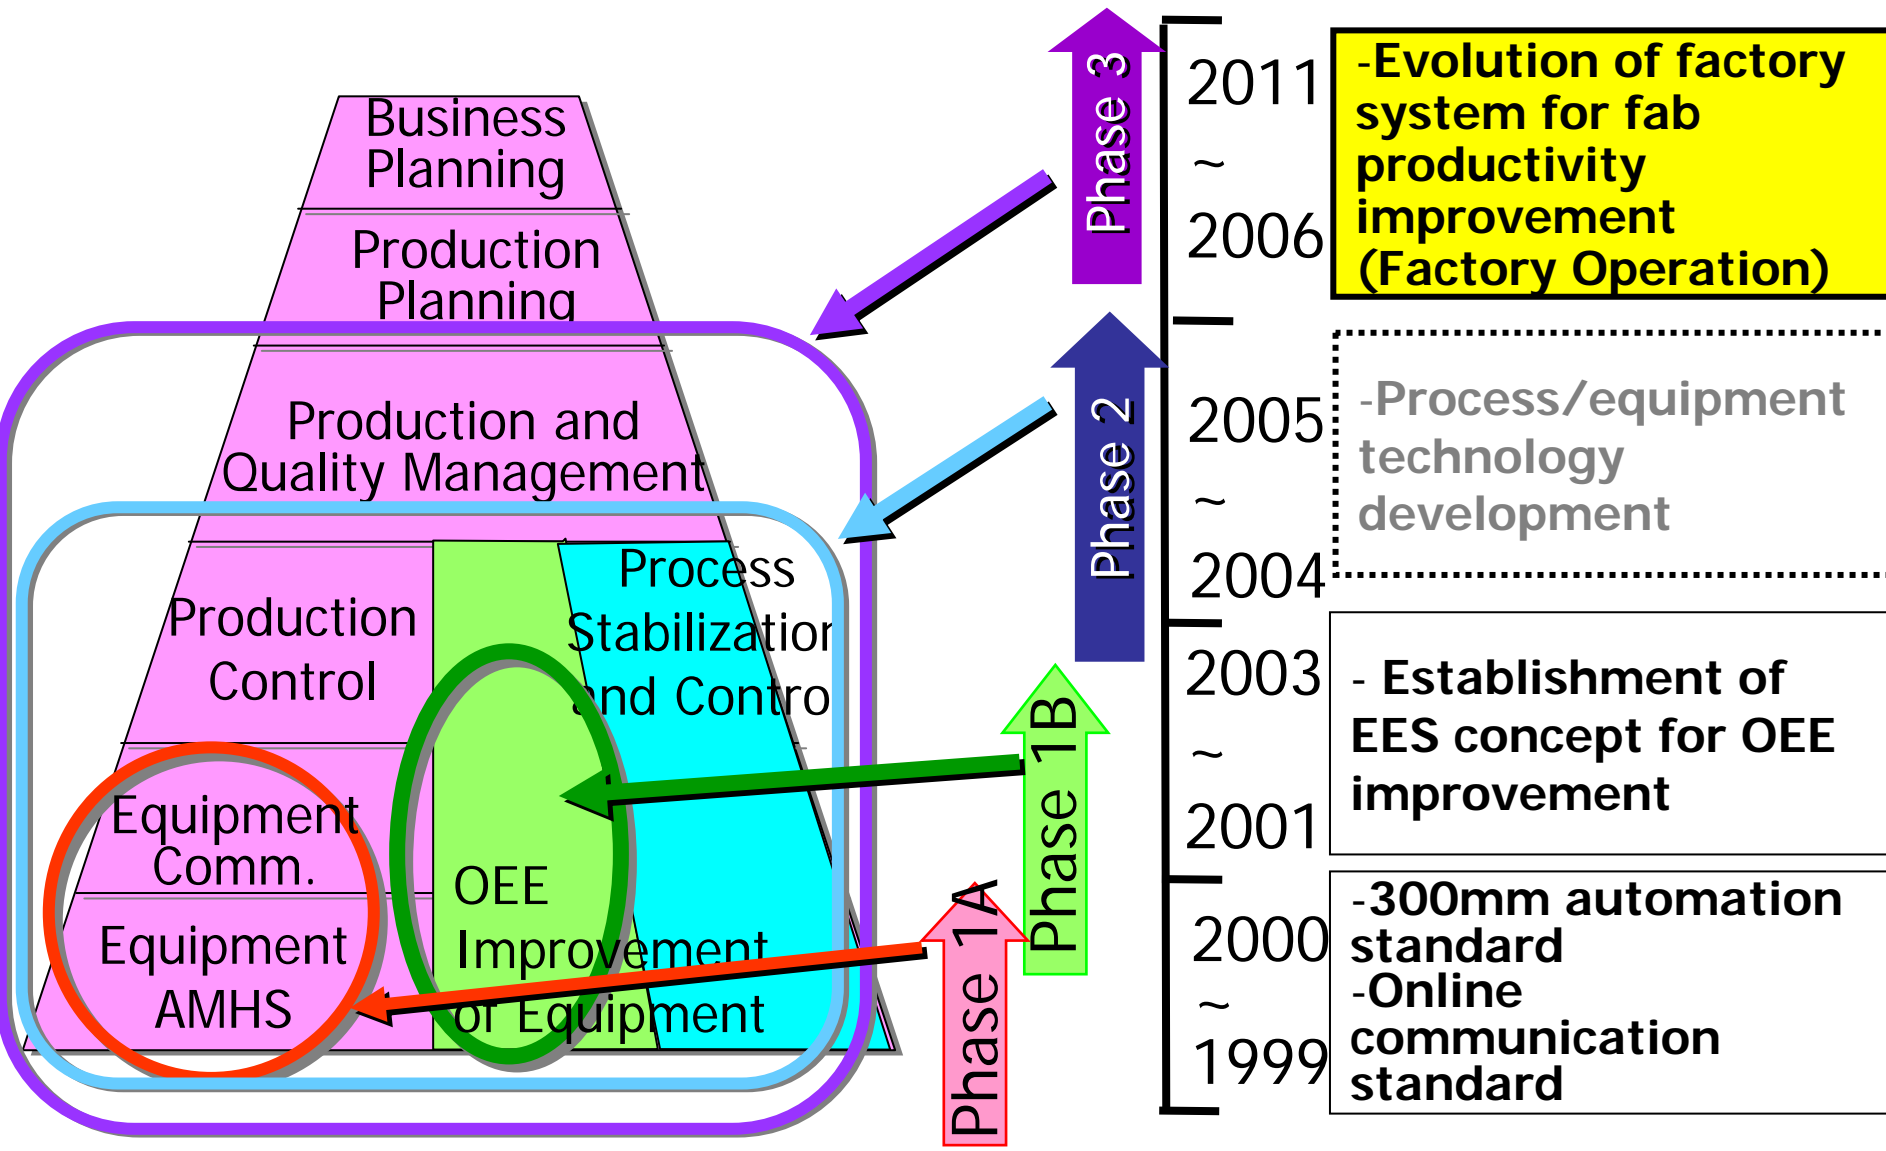 Business
Planning
Production
Planning
Production and
Quality Management
Production
Control
Process
Stabilization
and Control
Equipment
Comm.
Equipment
AMHS
OEE
Improvement
of Equipment
Phase 3
Phase 2
Phase 1B
Phase 1A
2011
~
2006
-Evolution of factory
system for fab
productivity
improvement
(Factory Operation)
2005
~
2004
-Process/equipment
technology
development
2003
~
2001
- Establishment of
EES concept for OEE
improvement
2000
~
1999
-300mm automation
standard
-Online
communication
standard